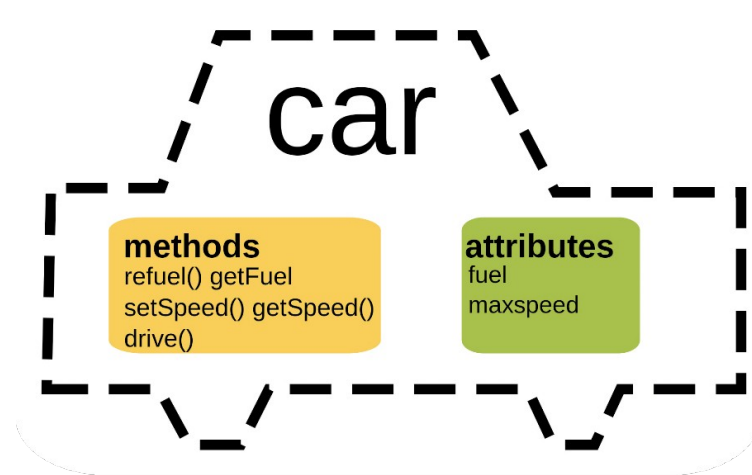 car
methods
refuel() getFuel
setSpeed() getSpeed()
drive()
attributes
fuel
maxspeed